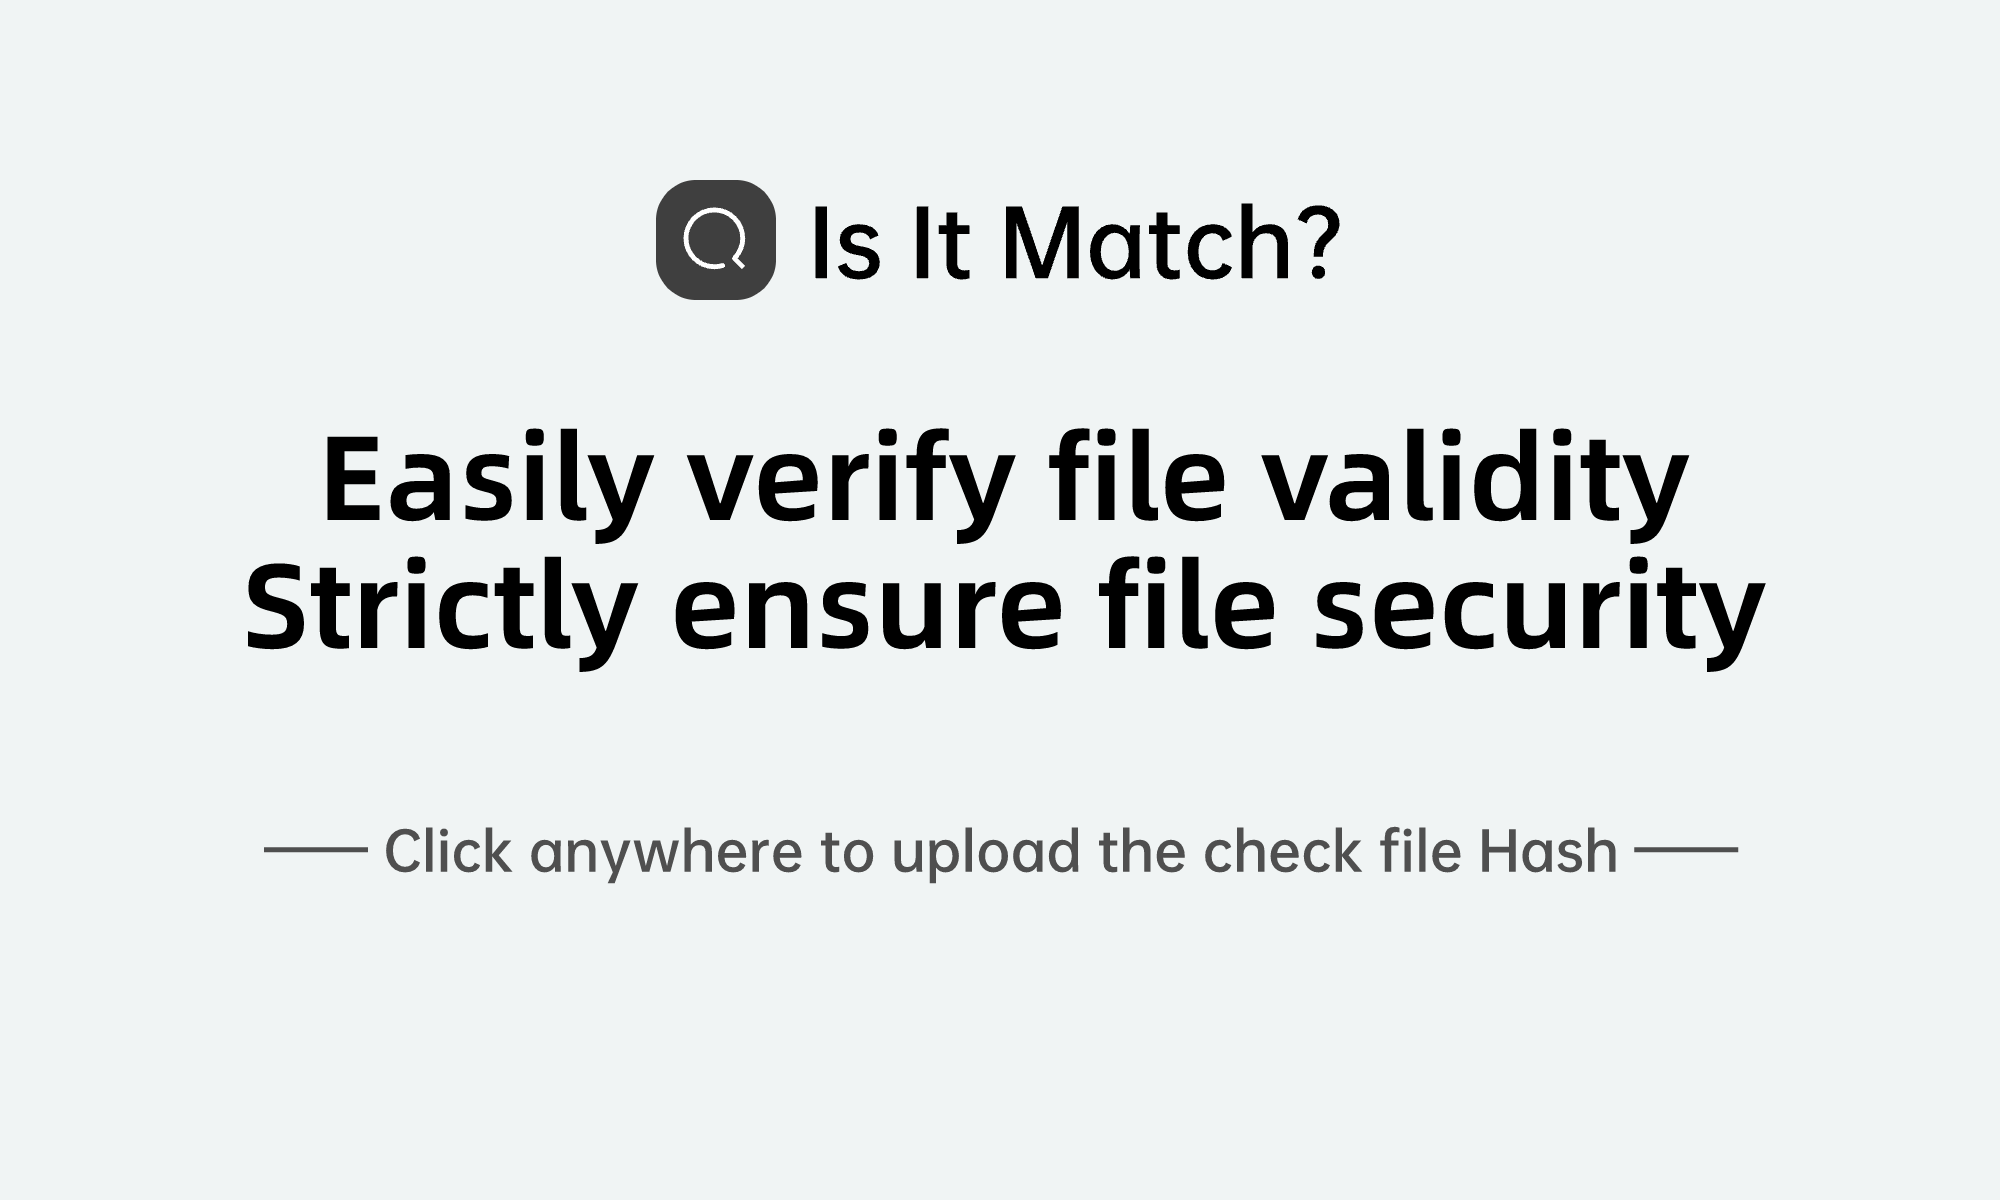 Is It Match?
Easily verify file validity
Strictly ensure file security
Click anywhere to upload the check file Hash